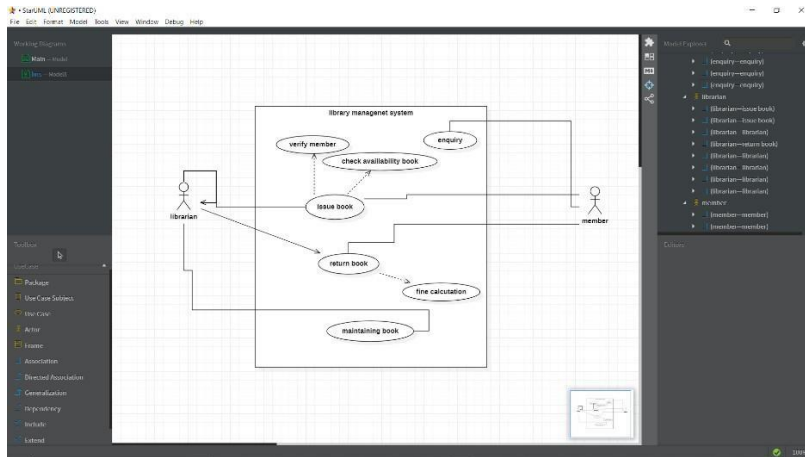 • StarUML (UNREGISTERED)
File Edit Format Model Tools View Window Debug Help
Working Diagrams
Main — Model
— Model1
library managenet system
verify member
enquiry
check availiability book
issue book
librarian
member
return book
fine calcutation
maintaining book
Toolbox
Package
Use Case Subject
Use Case
Actor
Frame
Association
Directed Association
Generalization
Dependency
Include
Extend
Model Explorer
(enquiry—enquiry)
(enquiry—enquiry)
(enquiry—enquiry)
librarian
(librarian—issue book)
(librarian—issue book)
(librarian—librarian)
(librarian—return book)
(librarian—librarian)
(librarian—librarian)
(librarian—librarian)
(librarian—librarian)
member
(member—member)
(member—member)
Editors